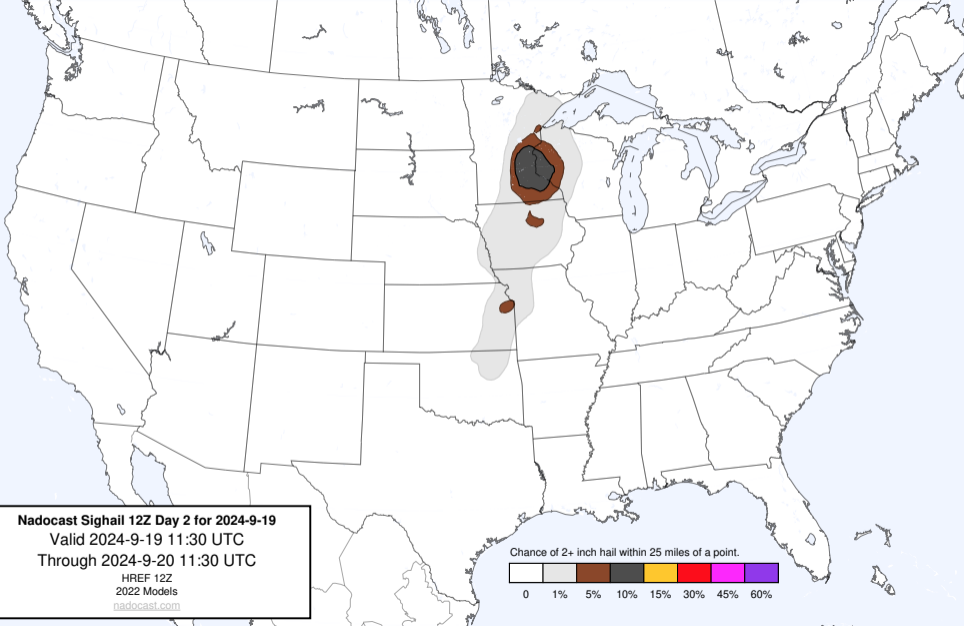 Nadocast Sighail 12Z Day 2 for 2024-9-19
Valid 2024-9-19 11:30 UTC
Through 2024-9-20 11:30 UTC
HREF 12Z
2022 Models
nadocast.com
Chance of 2+ inch hail within 25 miles of a point.
0 1% 5% 10% 15% 30% 45% 60%